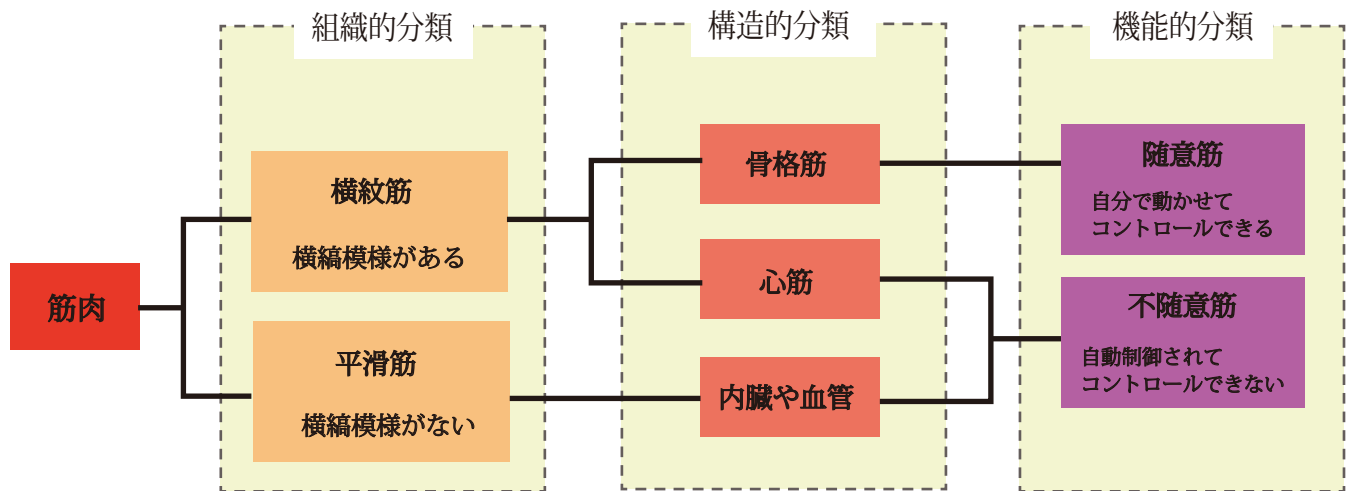 組織的分類
構造的分類
機能的分類
筋肉
横紋筋
横縞模様がある
平滑筋
横縞模様がない
骨格筋
心筋
内臓や血管
随意筋
自分で動かせて
コントロールできる
不随意筋
自動制御されて
コントロールできない